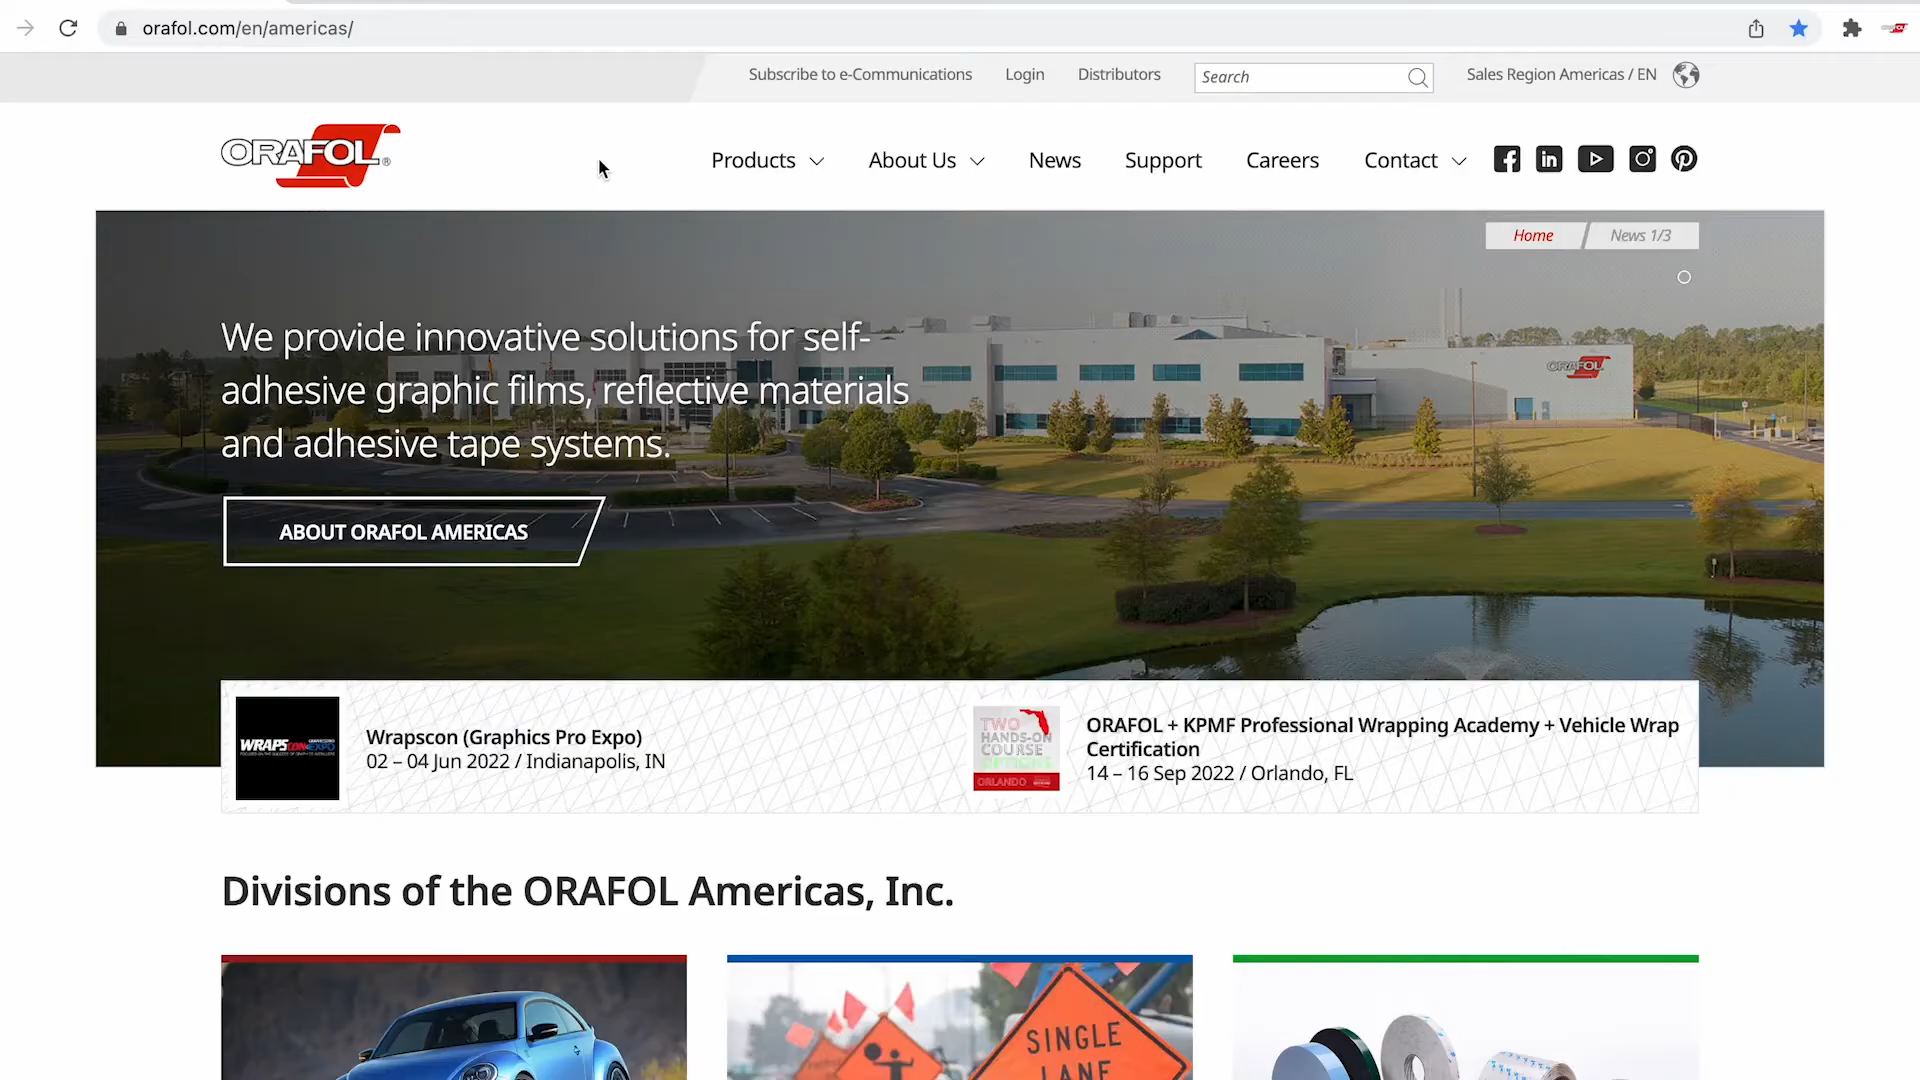 orafol.com/en/americas/
Subscribe to e-Communications
Login
Distributors
Search
Sales Region Americas / EN
ORAFOL®
Products
About Us
News
Support
Careers
Contact
Home
News 1/3
ORAFOL
We provide innovative solutions for self-
adhesive graphic films, reflective materials
and adhesive tape systems.
ABOUT ORAFOL AMERICAS
WRAPSCON EXPO
Wrapscon (Graphics Pro Expo)
02 – 04 Jun 2022 / Indianapolis, IN
TWO
HANDS-ON
COURSE
OPTIONS
ORLANDO
ORAFOL + KPMF Professional Wrapping Academy + Vehicle Wrap
Certification
14 – 16 Sep 2022 / Orlando, FL
Divisions of the ORAFOL Americas, Inc.
SINGLE
LANE